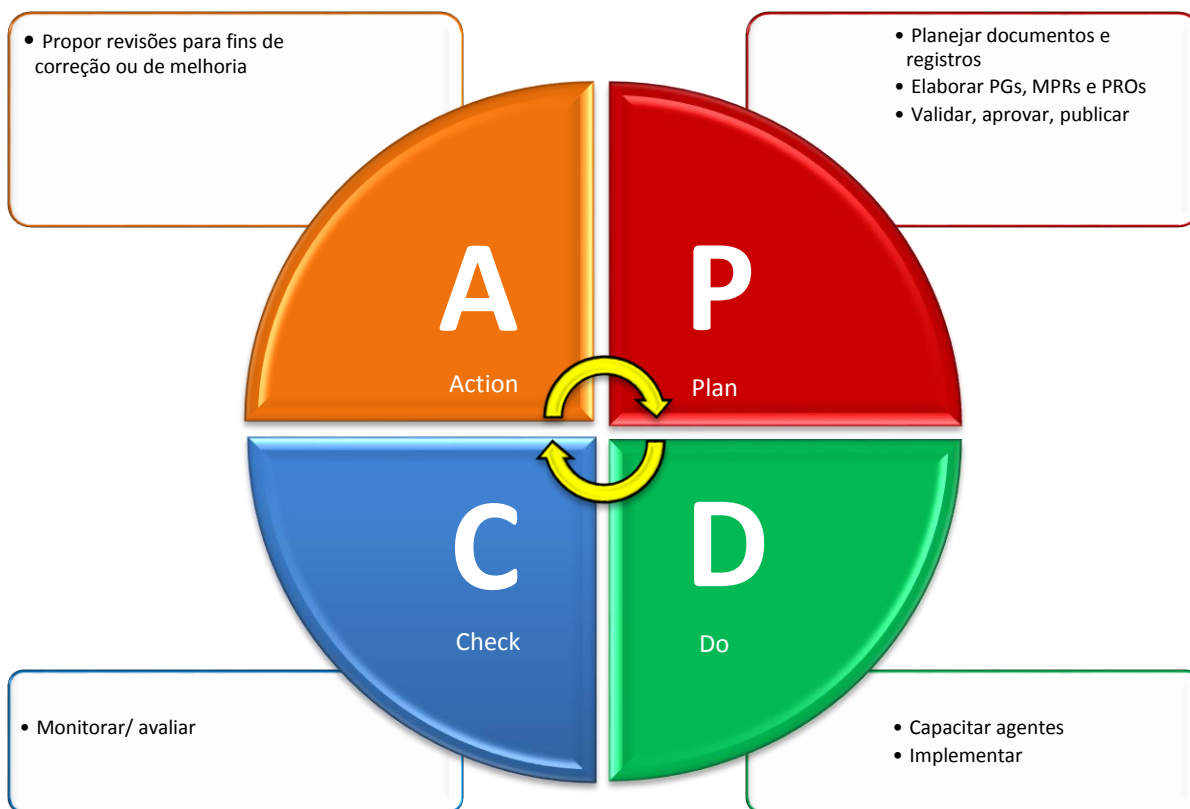 • Propor revisões para fins de
correção ou de melhoria
• Planejar documentos e
registros
• Elaborar PGs, MPRs e PROs
• Validar, aprovar, publicar
A
Action
P
Plan
C
Check
D
Do
• Monitorar/ avaliar
• Capacitar agentes
• Implementar